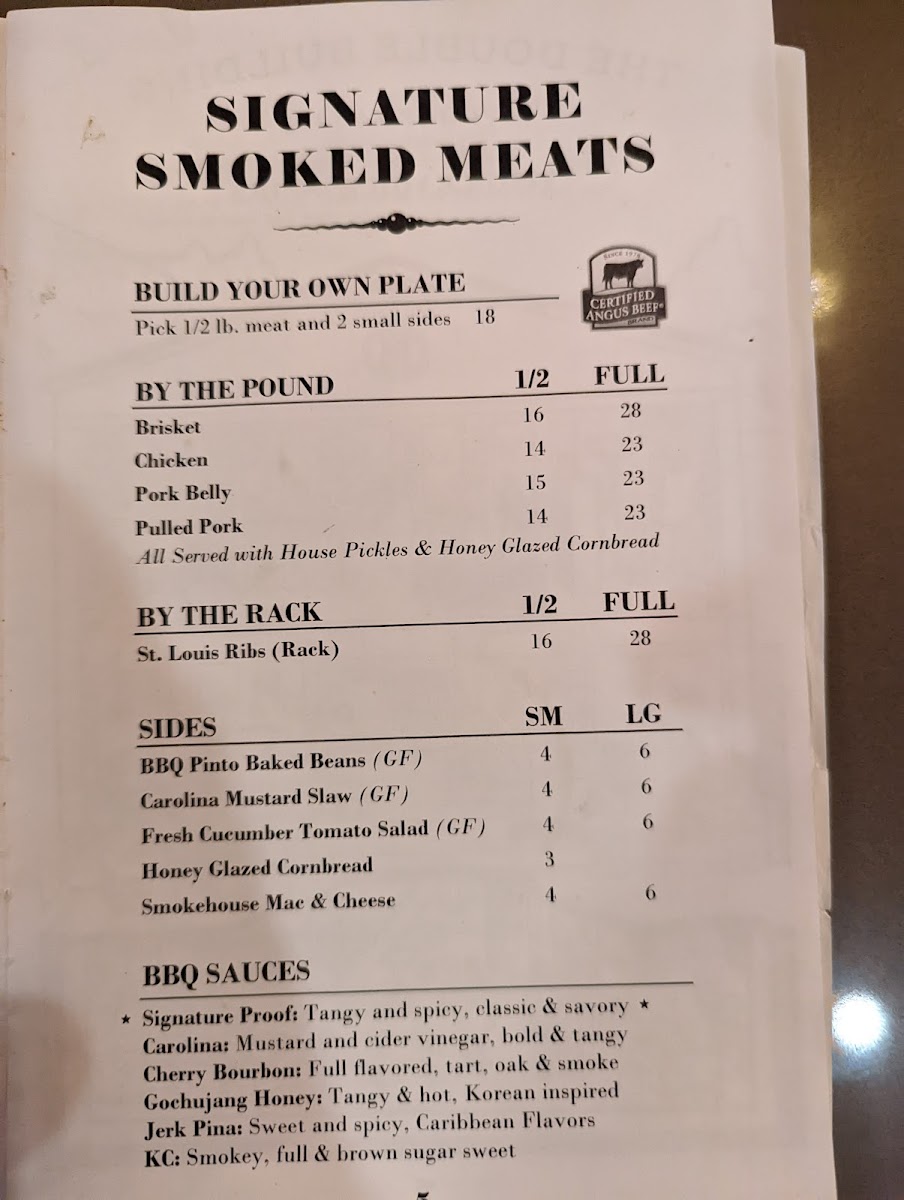 SIGNATURE
SMOKED MEATS
BUILD YOUR OWN PLATE
Pick 1/2 lb. meat and 2 small sides 18
SINCE 1978
CERTIFIED
ANGUS BEEF®
BRAND
BY THE POUND 1/2 FULL
Brisket 16 28
Chicken 14 23
Pork Belly 15 23
Pulled Pork 14 23
All Served with House Pickles & Honey Glazed Cornbread
BY THE RACK 1/2 FULL
St. Louis Ribs (Rack) 16 28
SIDES SM LG
BBQ Pinto Baked Beans (GF) 4 6
Carolina Mustard Slaw (GF) 4 6
Fresh Cucumber Tomato Salad (GF) 4 6
Honey Glazed Cornbread 3
Smokehouse Mac & Cheese 4 6
BBQ SAUCES
★ Signature Proof: Tangy and spicy, classic & savory ★
Carolina: Mustard and cider vinegar, bold & tangy
Cherry Bourbon: Full flavored, tart, oak & smoke
Gochujang Honey: Tangy & hot, Korean inspired
Jerk Pina: Sweet and spicy, Caribbean Flavors
KC: Smokey, full & brown sugar sweet